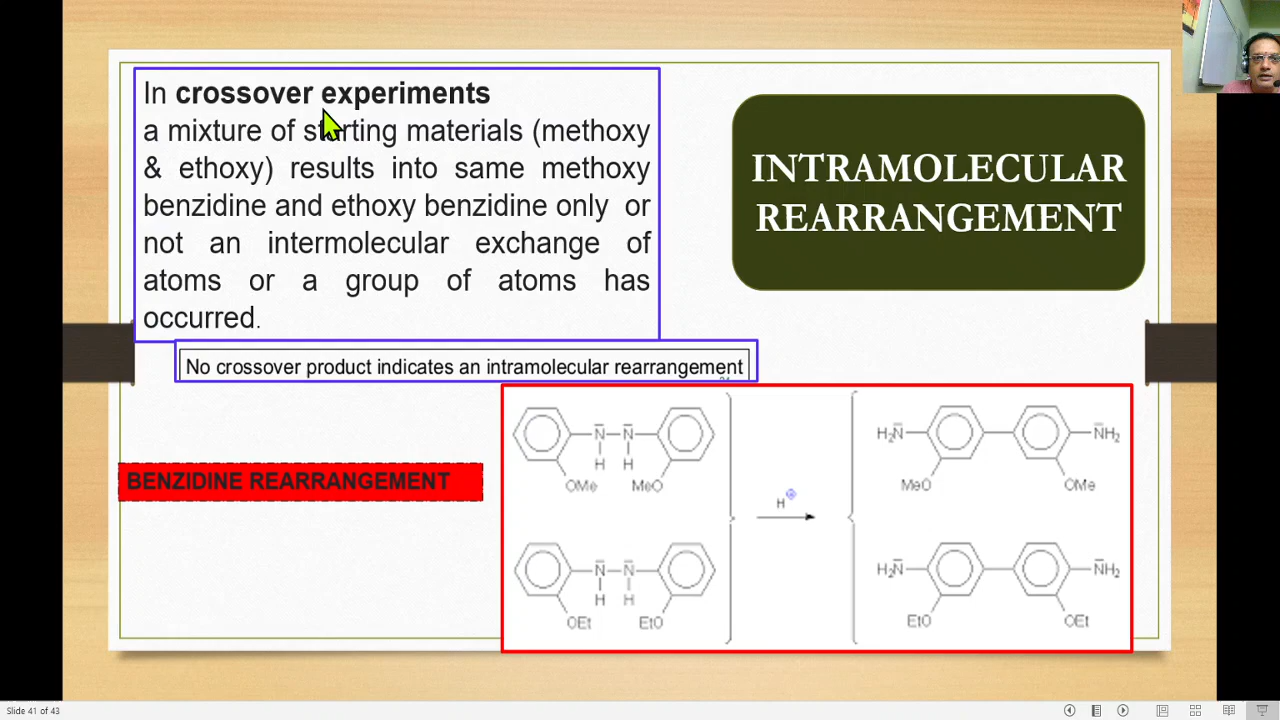 In crossover experiments
a mixture of starting materials (methoxy
& ethoxy) results into same methoxy
benzidine and ethoxy benzidine only or
not an intermolecular exchange of
atoms or a group of atoms has
occurred.
INTRAMOLECULAR
REARRANGEMENT
No crossover product indicates an intramolecular rearrangement
BENZIDINE REARRANGEMENT
N N H₂N NH₂
H H
OMe MeO MeO OMe
H⊕
N N H₂N NH₂
H H
OEt EtO EtO OEt
Slide 41 of 43